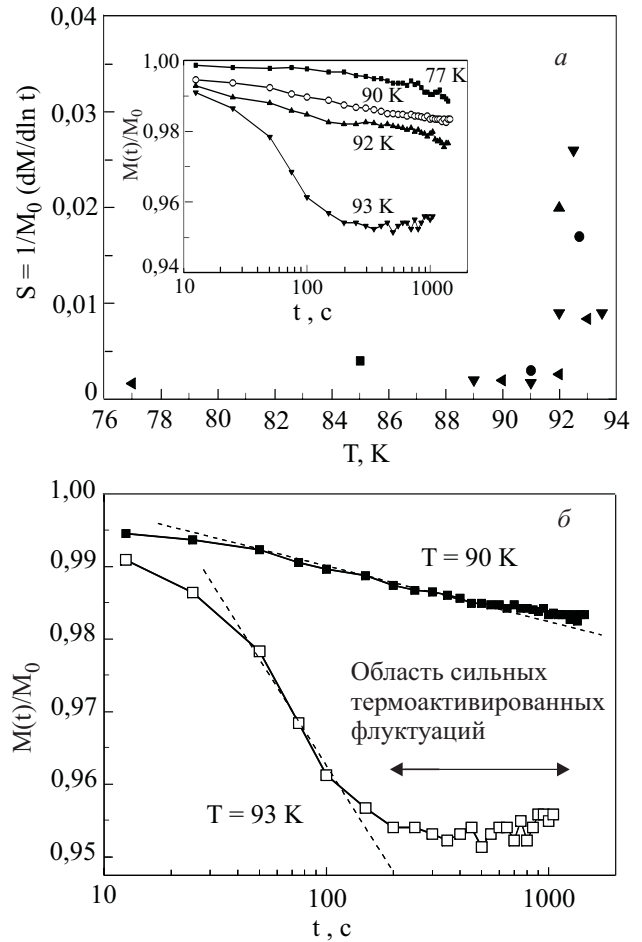 0,04
0,03
0,02
0,01
0
S = 1/M0 (dM/dln t)
76 78 80 82 84 86 88 90 92 94
T, K
а
1,00
0,98
0,96
0,94
M(t)/M0
10 100 1000
t , с
77 K
90 K
92 K
93 K
1,00
0,99
0,98
0,97
0,96
0,95
M(t)/M0
б
T = 90 K
Область сильных
термоактивированных
флуктуаций
T = 93 K
10 100 1000
t , с